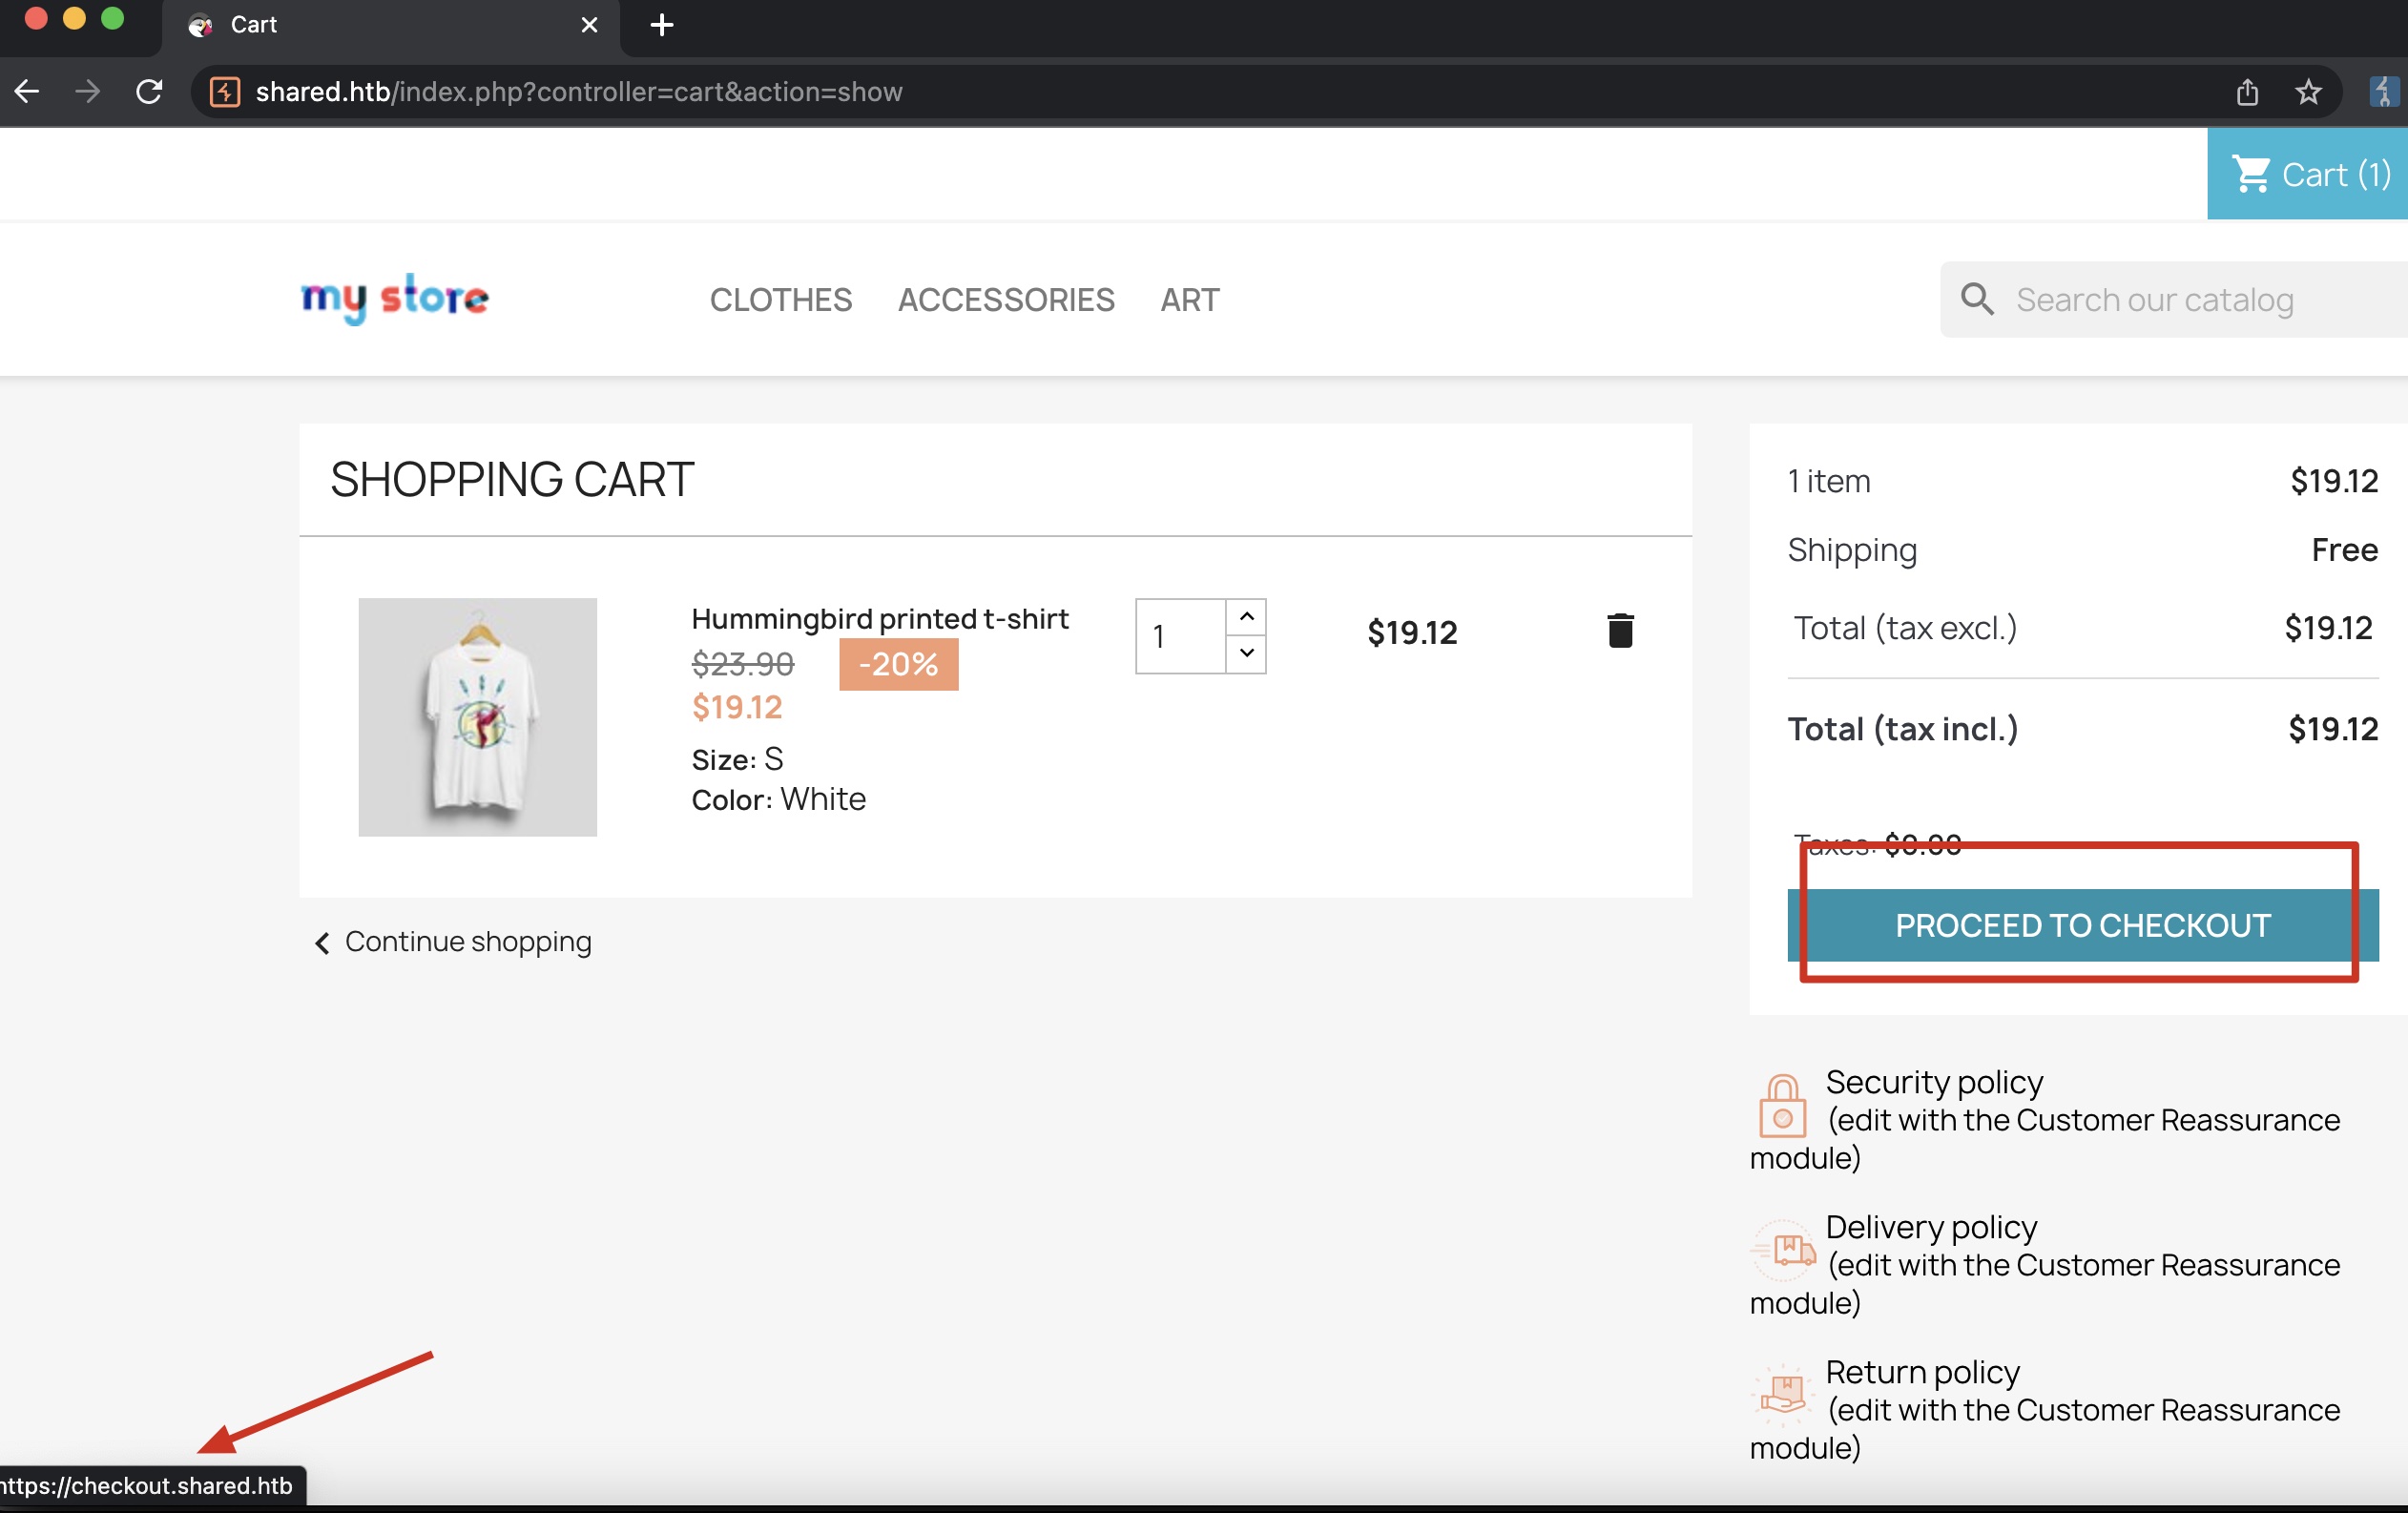 Cart
shared.htb/index.php?controller=cart&action=show
Cart (1)
my store
CLOTHES ACCESSORIES ART
Search our catalog
SHOPPING CART
Hummingbird printed t-shirt
$23.90 -20%
$19.12
Size: S
Color: White
1
$19.12
Continue shopping
1 item $19.12
Shipping Free
Total (tax excl.) $19.12
Total (tax incl.) $19.12
Taxes: $0.00
PROCEED TO CHECKOUT
Security policy
(edit with the Customer Reassurance
module)
Delivery policy
(edit with the Customer Reassurance
module)
Return policy
(edit with the Customer Reassurance
module)
https://checkout.shared.htb